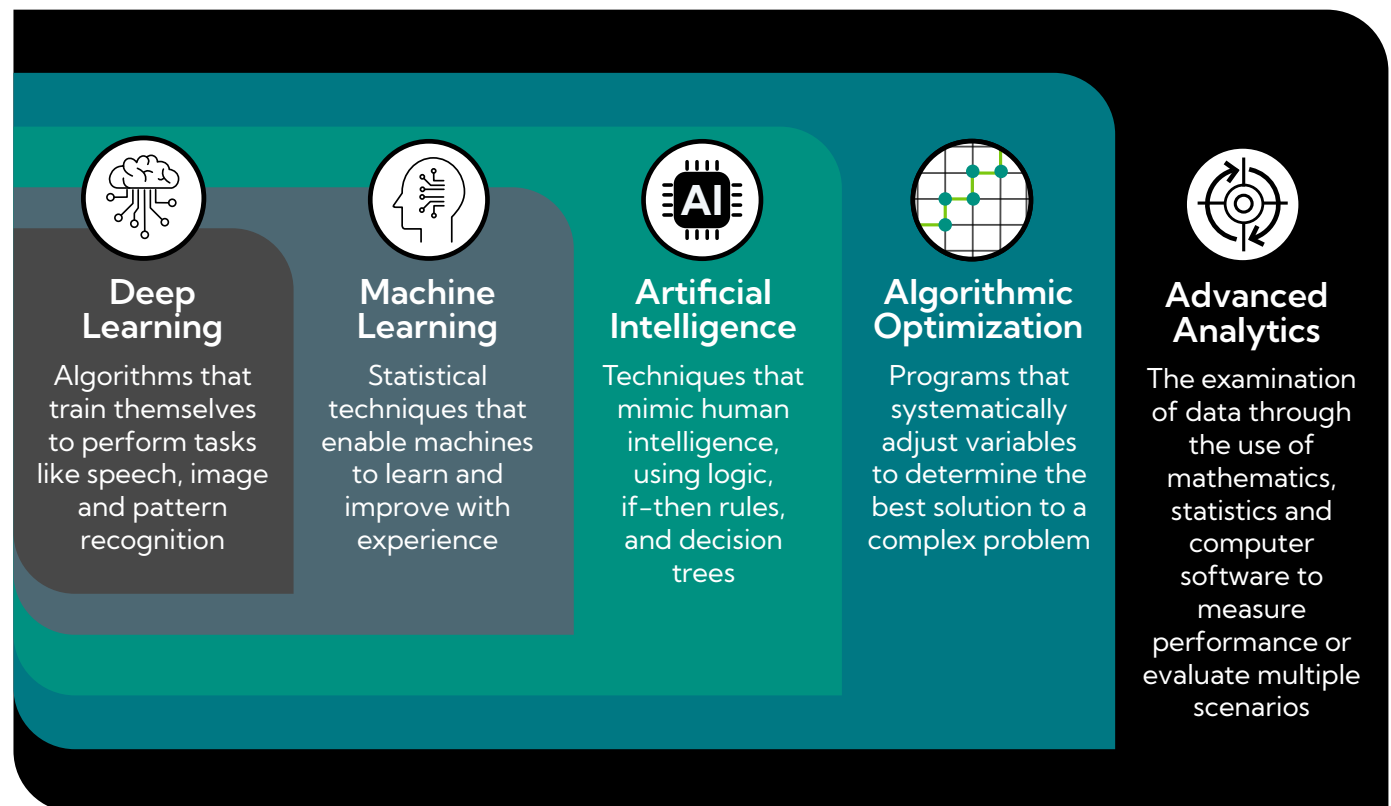 Deep
Learning
Algorithms that
train themselves
to perform tasks
like speech, image
and pattern
recognition
Machine
Learning
Statistical
techniques that
enable machines
to learn and
improve with
experience
AI
Artificial
Intelligence
Techniques that
mimic human
intelligence,
using logic,
if-then rules,
and decision
trees
Algorithmic
Optimization
Programs that
systematically
adjust variables
to determine the
best solution to a
complex problem
Advanced
Analytics
The examination
of data through
the use of
mathematics,
statistics and
computer
software to
measure
performance or
evaluate multiple
scenarios